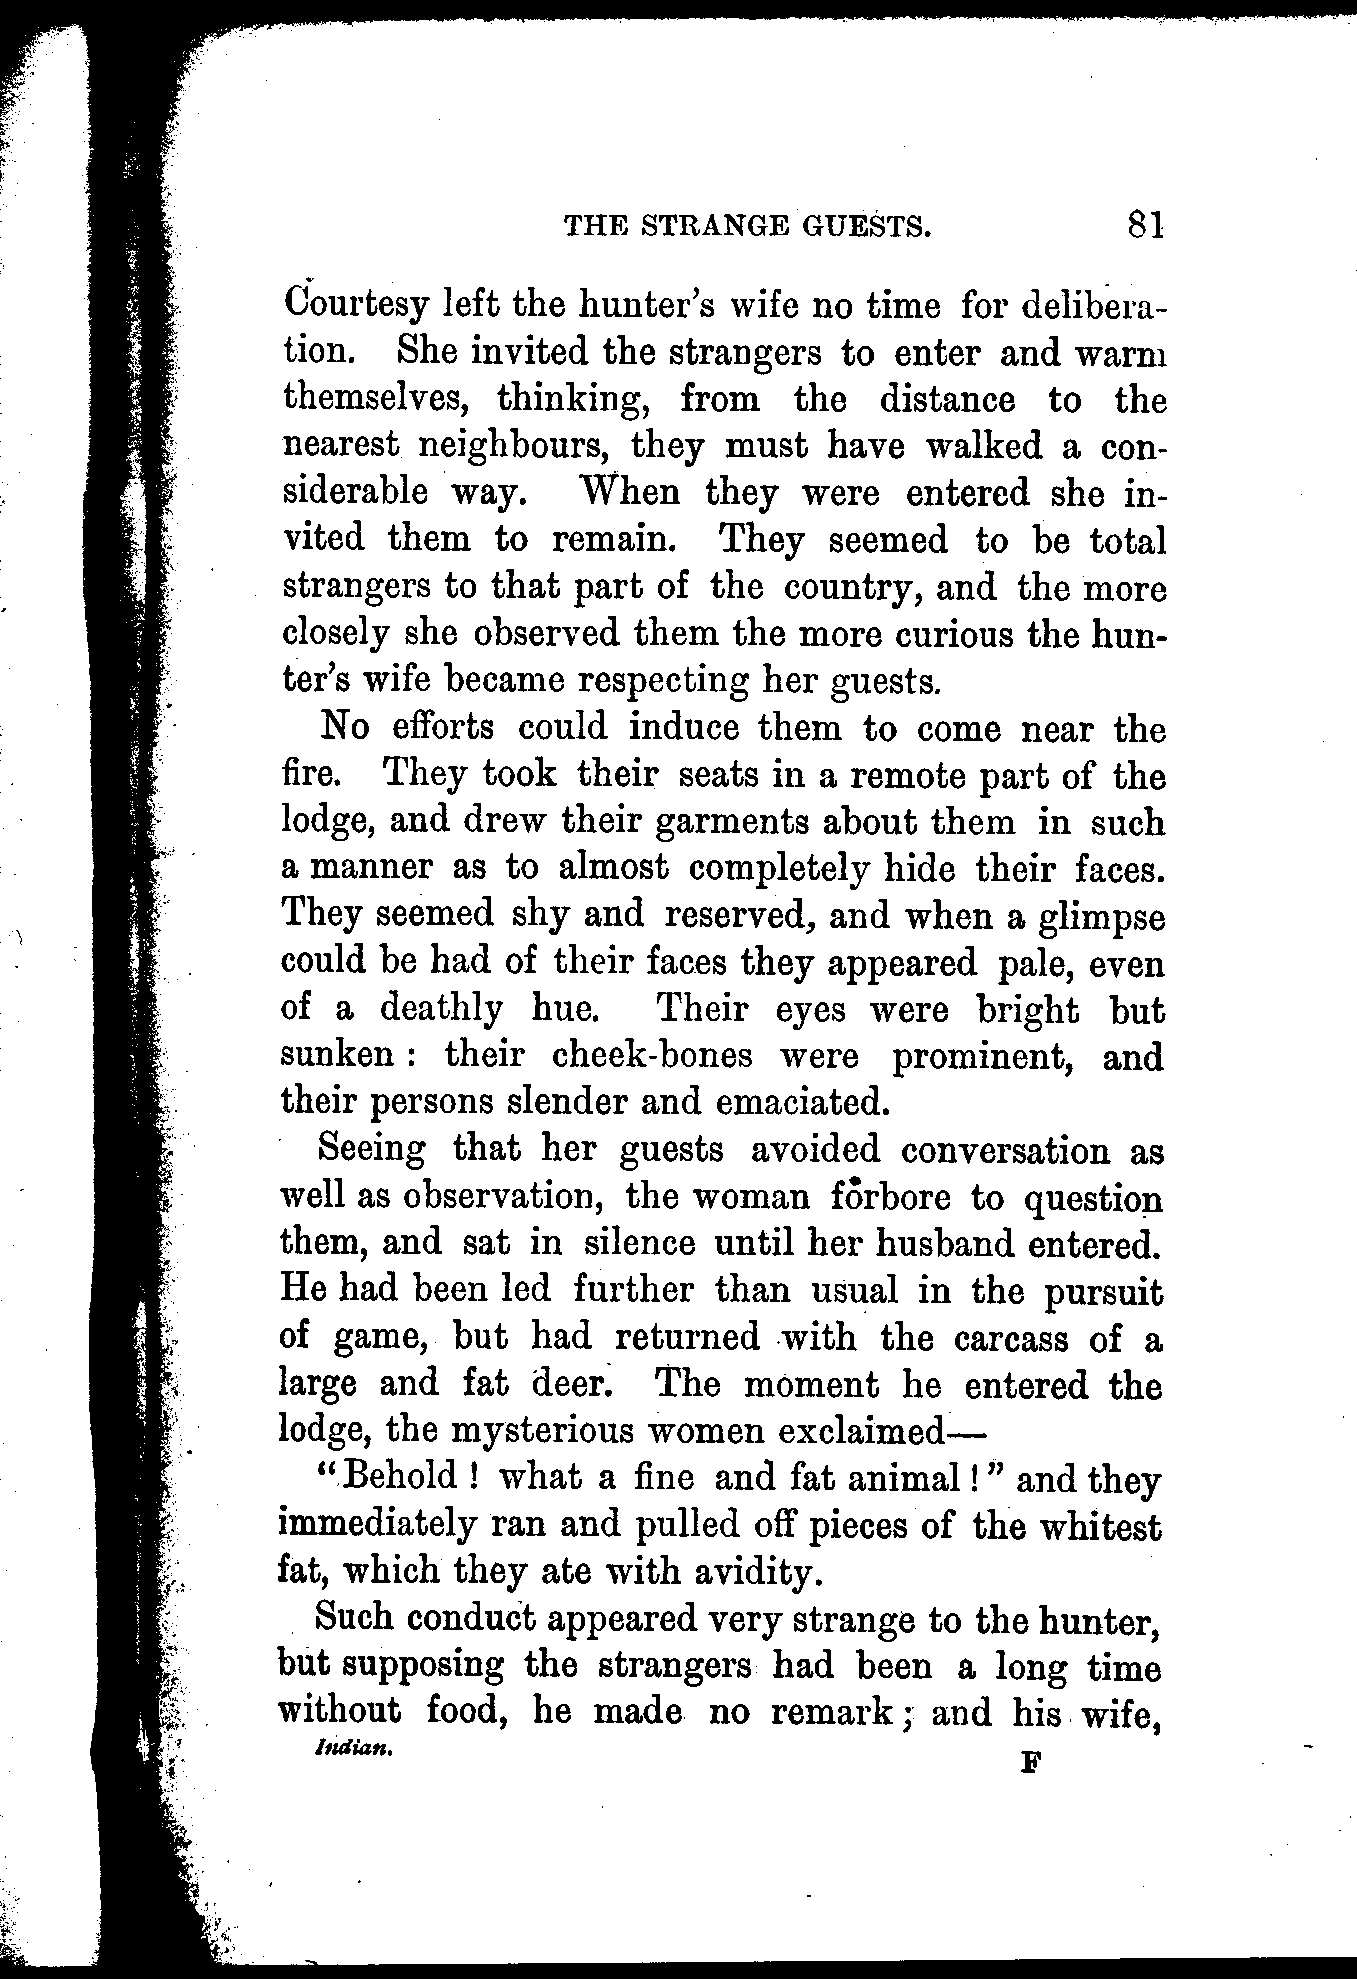 THE STRANGE GUESTS. 81
Courtesy left the hunter's wife no time for delibera-
tion. She invited the strangers to enter and warm
themselves, thinking, from the distance to the
nearest neighbours, they must have walked a con-
siderable way. When they were entered she in-
vited them to remain. They seemed to be total
strangers to that part of the country, and the more
closely she observed them the more curious the hun-
ter's wife became respecting her guests.
No efforts could induce them to come near the
fire. They took their seats in a remote part of the
lodge, and drew their garments about them in such
a manner as to almost completely hide their faces.
They seemed shy and reserved, and when a glimpse
could be had of their faces they appeared pale, even
of a deathly hue. Their eyes were bright but
sunken : their cheek-bones were prominent, and
their persons slender and emaciated.
Seeing that her guests avoided conversation as
well as observation, the woman forbore to question
them, and sat in silence until her husband entered.
He had been led further than usual in the pursuit
of game, but had returned with the carcass of a
large and fat deer. The moment he entered the
lodge, the mysterious women exclaimed—
“Behold ! what a fine and fat animal !” and they
immediately ran and pulled off pieces of the whitest
fat, which they ate with avidity.
Such conduct appeared very strange to the hunter,
but supposing the strangers had been a long time
without food, he made no remark ; and his wife,
Indian. F